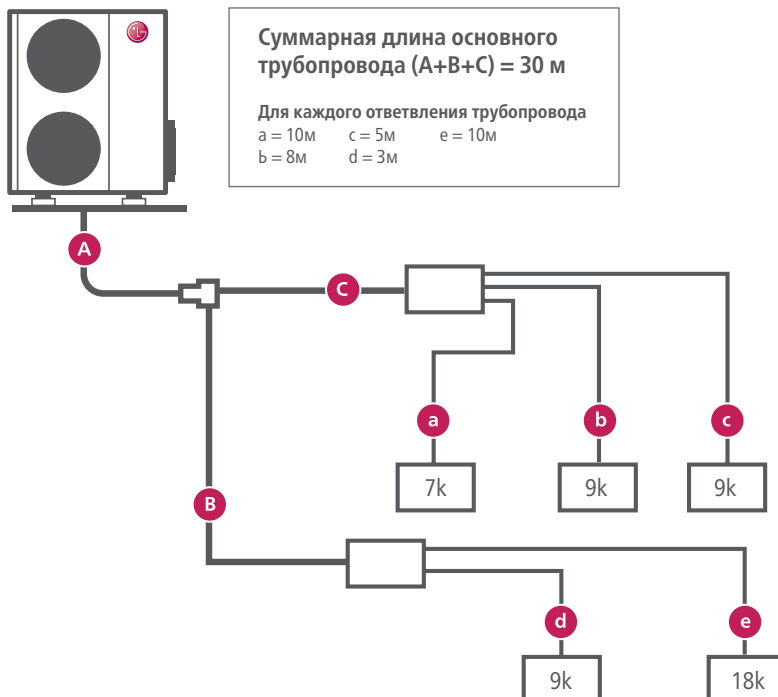 LG
Суммарная длина основного
трубопровода (A+B+C) = 30 м
Для каждого ответвления трубопровода
a = 10м c = 5м e = 10м
b = 8м d = 3м
A
C
a
b
c
7k
9k
9k
B
d
e
9k
18k